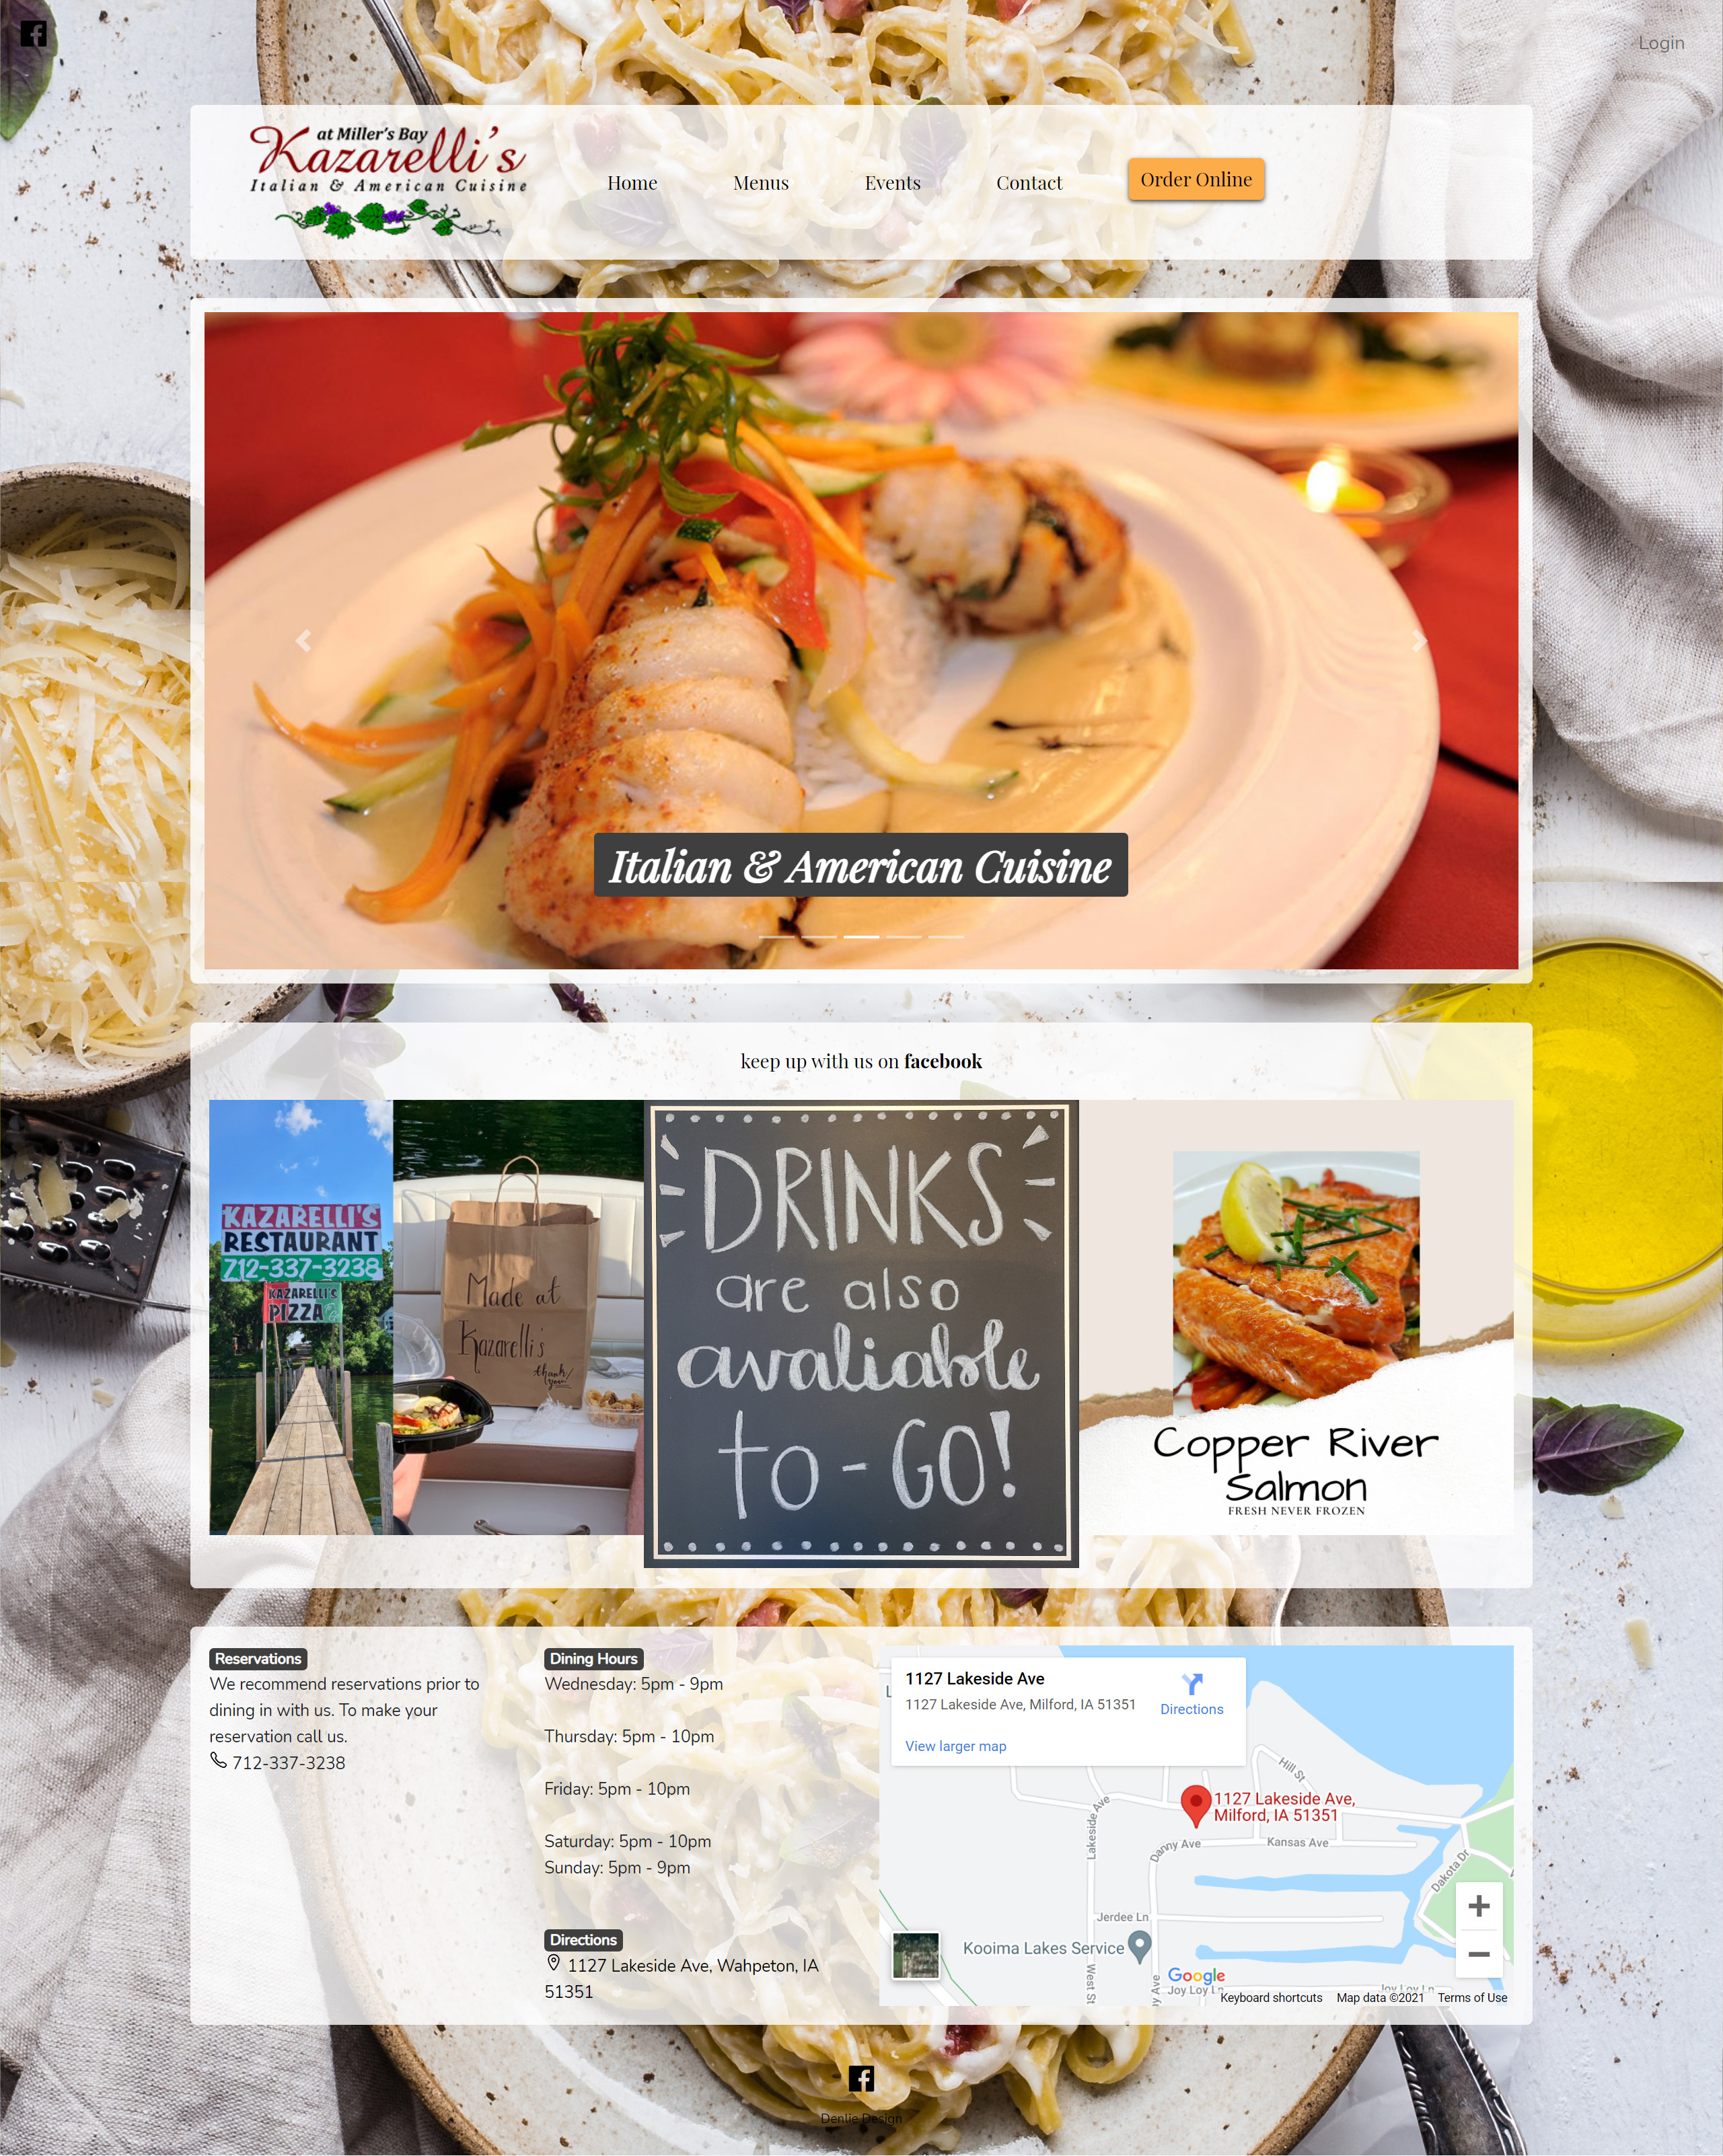 Login
at Miller's Bay
Kazarelli's
Italian & American Cuisine
Home
Menus
Events
Contact
Order Online
Italian & American Cuisine
keep up with us on facebook
KAZARELLI'S
RESTAURANT
712-337-3238
KAZARELLI'S
PIZZA
Made at
Kazarelli's
thank
you!
DRINKS
are also
avaliable
to-GO!
Copper River
Salmon
FRESH NEVER FROZEN
Reservations
We recommend reservations prior to
dining in with us. To make your
reservation call us.
712-337-3238
Dining Hours
Wednesday: 5pm - 9pm
Thursday: 5pm - 10pm
Friday: 5pm - 10pm
Saturday: 5pm - 10pm
Sunday: 5pm - 9pm
Directions
1127 Lakeside Ave, Wahpeton, IA
51351
1127 Lakeside Ave
1127 Lakeside Ave, Milford, IA 51351
Directions
View larger map
Hill St
1127 Lakeside Ave,
Milford, IA 51351
Lakeside Ave
Danny Ave
Kansas Ave
Dakota Dr
Jerdee Ln
Kooima Lakes Service
West St
Google
Joy Loy Ln
Joy Loy Ln
Keyboard shortcuts
Map data ©2021
Terms of Use
Denlie Design